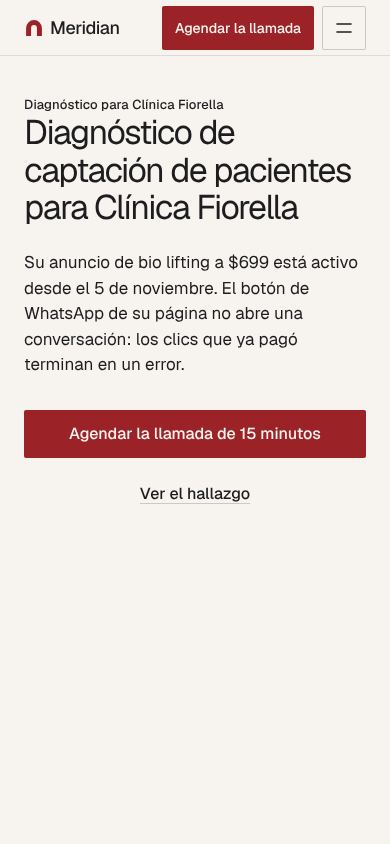 Meridian
Agendar la llamada
Diagnóstico para Clínica Fiorella
Diagnóstico de
captación de pacientes
para Clínica Fiorella
Su anuncio de bio lifting a $699 está activo
desde el 5 de noviembre. El botón de
WhatsApp de su página no abre una
conversación: los clics que ya pagó
terminan en un error.
Agendar la llamada de 15 minutos
Ver el hallazgo